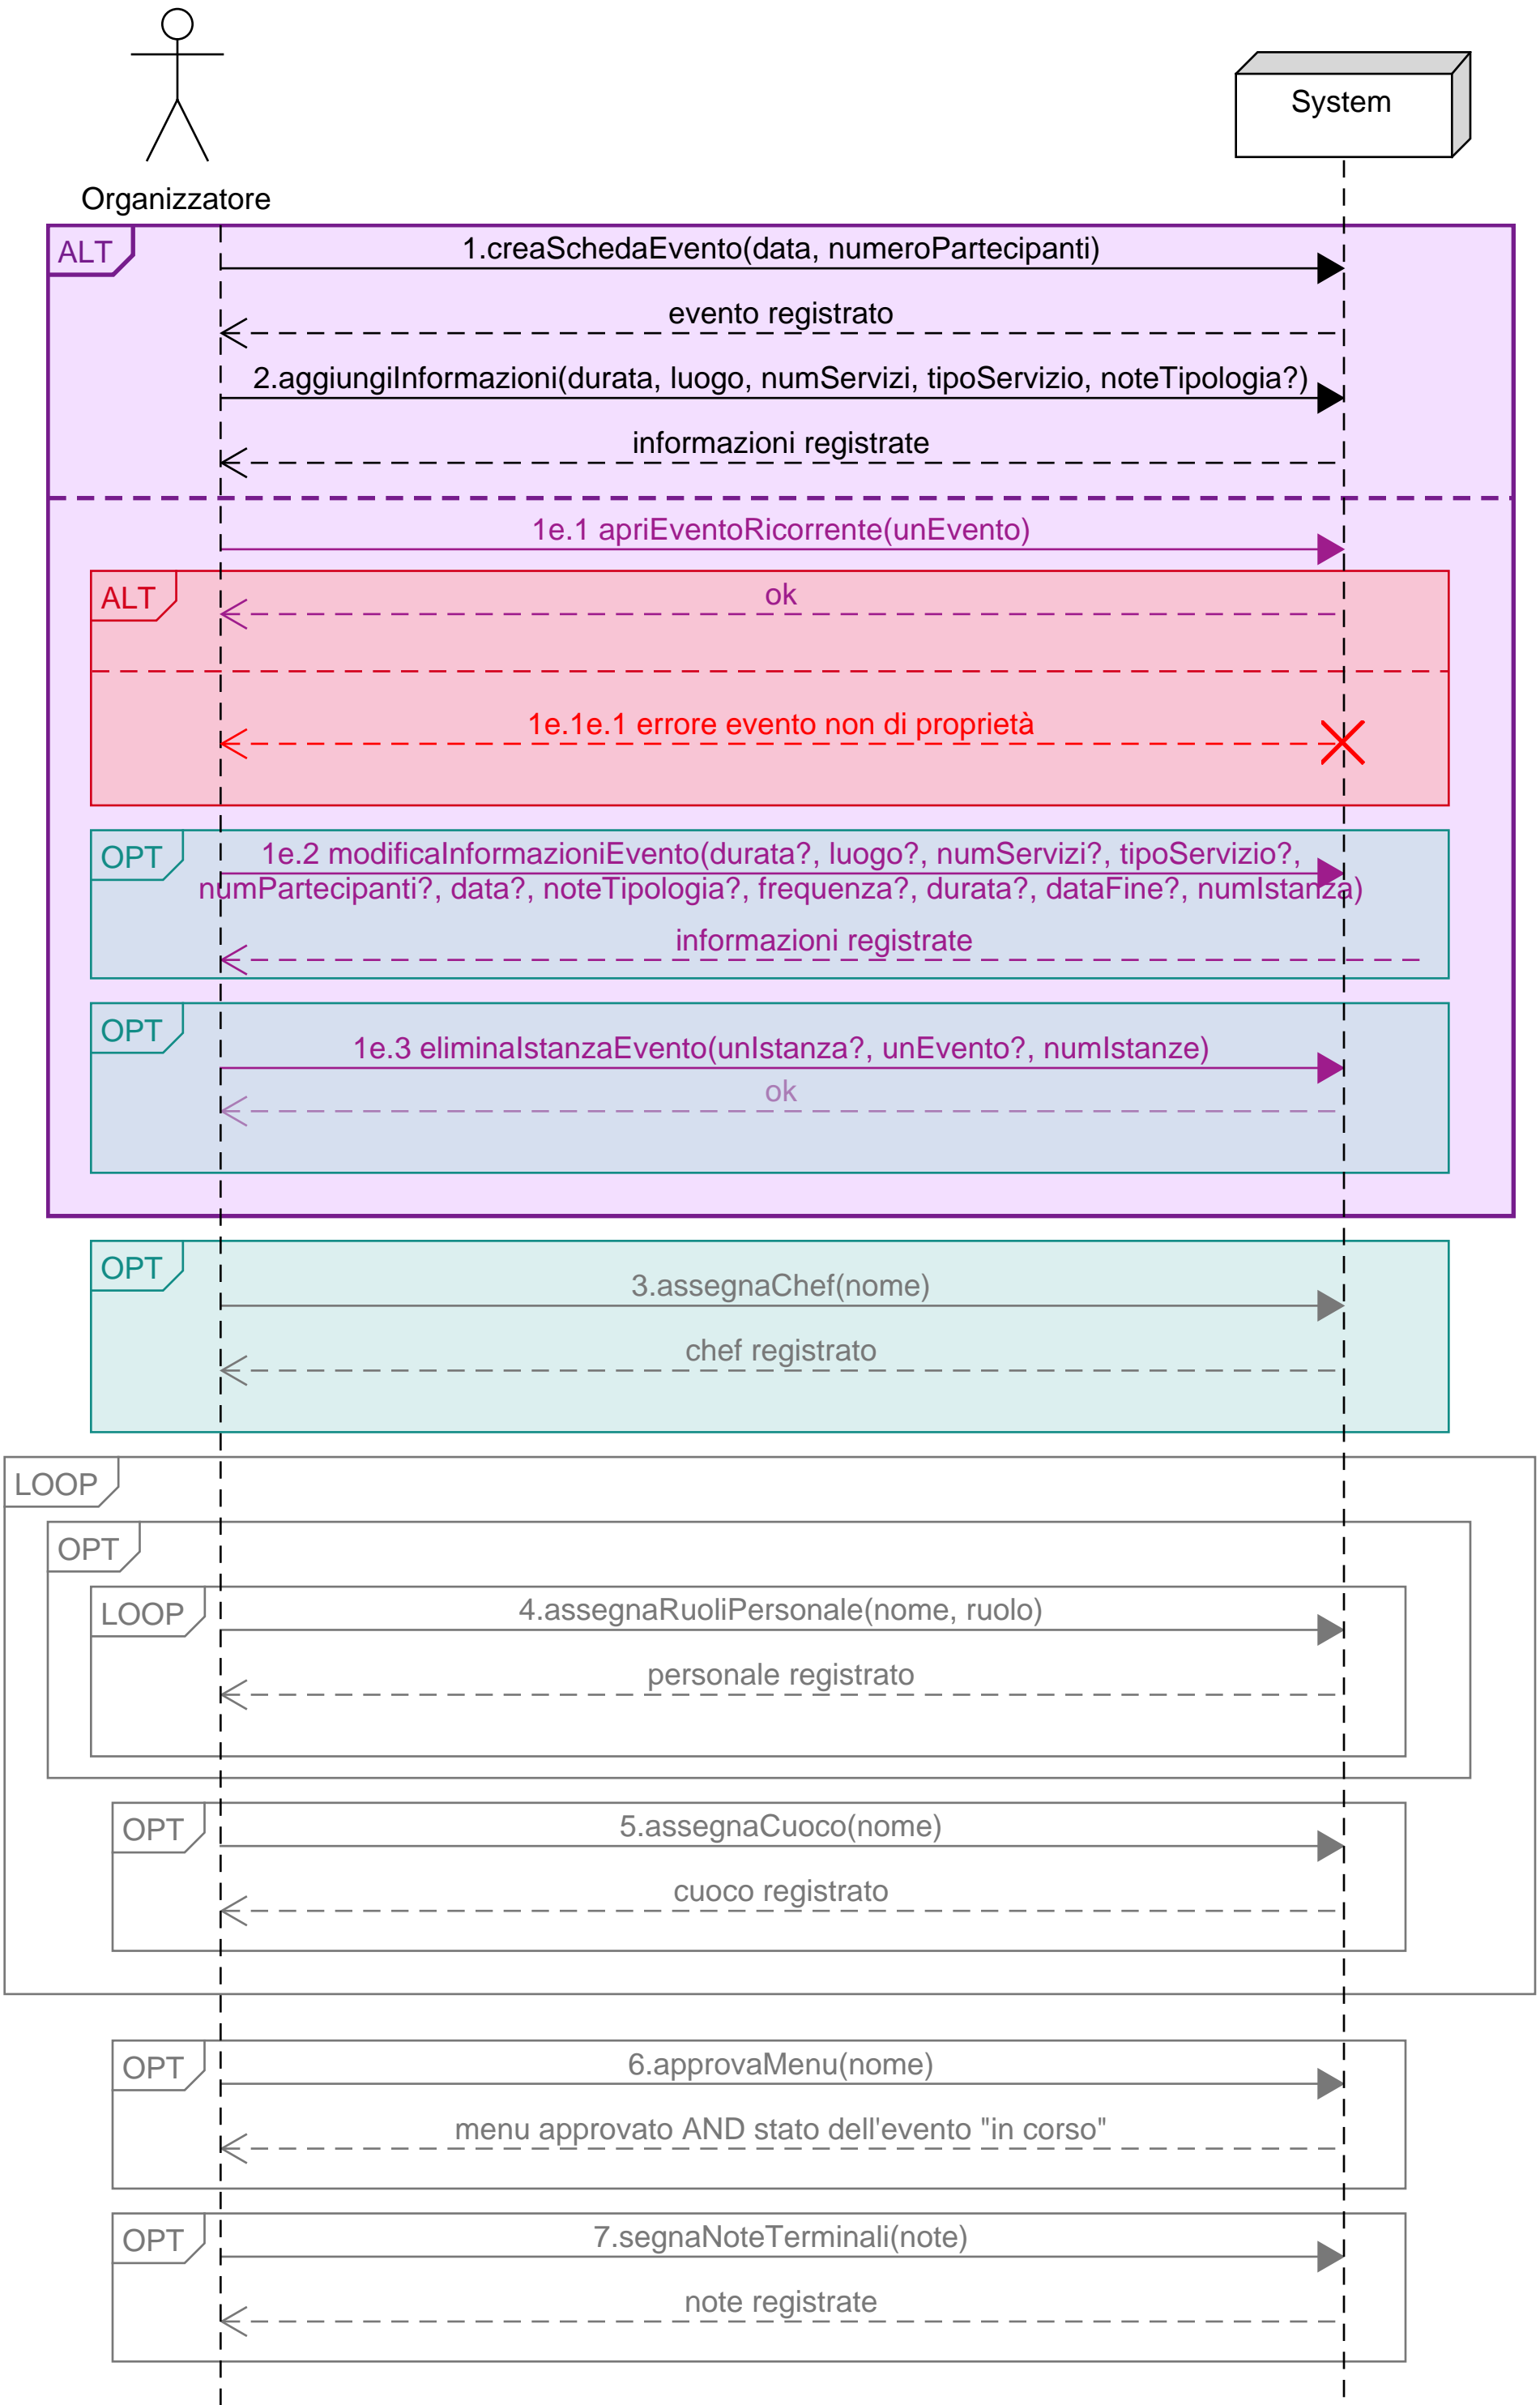 System
Organizzatore
ALT
1.creaSchedaEvento(data, numeroPartecipanti)
evento registrato
2.aggiungiInformazioni(durata, luogo, numServizi, tipoServizio, noteTipologia?)
informazioni registrate
1e.1 apriEventoRicorrente(unEvento)
ALT
ok
1e.1e.1 errore evento non di proprietà
OPT
1e.2 modificaInformazioniEvento(durata?, luogo?, numServizi?, tipoServizio?,
numPartecipanti?, data?, noteTipologia?, frequenza?, durata?, dataFine?, numIstanza)
informazioni registrate
OPT
1e.3 eliminaIstanzaEvento(unIstanza?, unEvento?, numIstanze)
ok
OPT
3.assegnaChef(nome)
chef registrato
LOOP
OPT
LOOP
4.assegnaRuoliPersonale(nome, ruolo)
personale registrato
OPT
5.assegnaCuoco(nome)
cuoco registrato
OPT
6.approvaMenu(nome)
menu approvato AND stato dell'evento "in corso"
OPT
7.segnaNoteTerminali(note)
note registrate